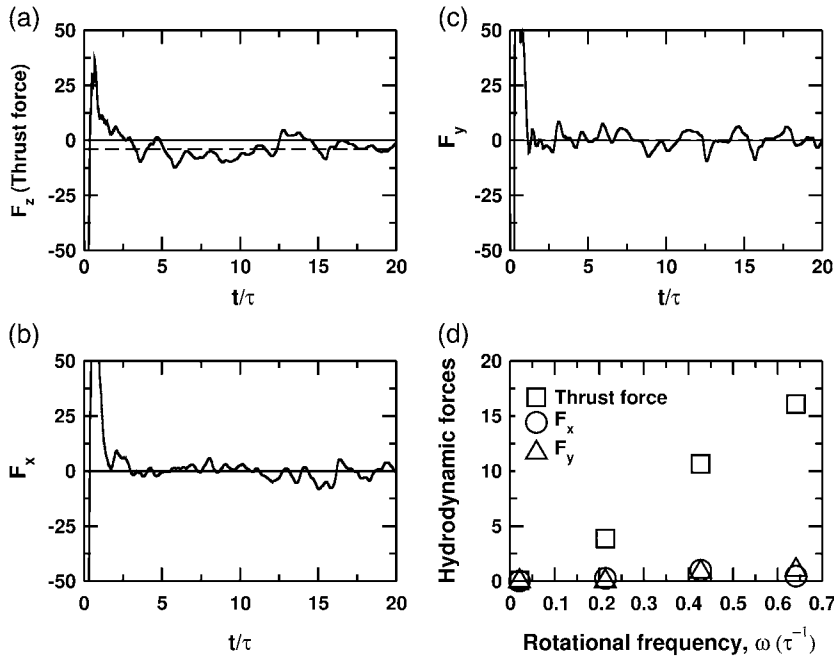 (a)
50
25
0
-25
-50
F_z (Thrust force)
0 5 10 15 20
t/τ
(c)
50
25
0
-25
-50
F_y
0 5 10 15 20
t/τ
(b)
50
25
0
-25
-50
F_x
0 5 10 15 20
t/τ
(d)
20
15
10
5
0
Hydrodynamic forces
Thrust force
F_x
F_y
0 0.1 0.2 0.3 0.4 0.5 0.6 0.7
Rotational frequency, ω (τ⁻¹)